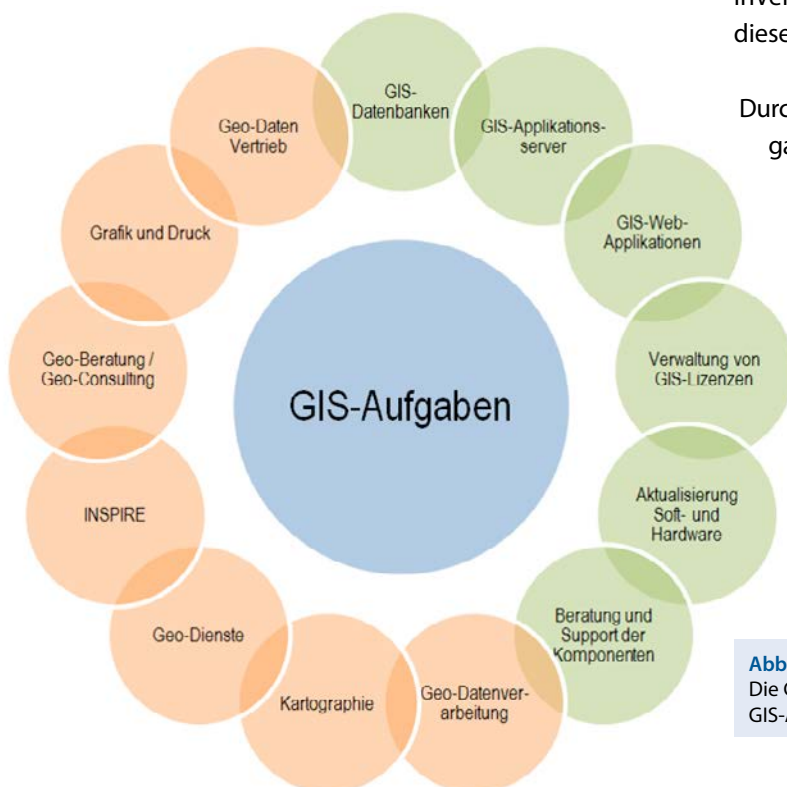 diese
Durc
ga
GIS-
Datenbanken
GIS-Applikations-
server
GIS-Web-
Applikationen
Verwaltung von
GIS-Lizenzen
Aktualisierung
Soft- und
Hardware
Beratung und
Support der
Komponenten
Geo-Datenver-
arbeitung
Kartographie
Geo-Dienste
INSPIRE
Geo-Beratung /
Geo-Consulting
Grafik und Druck
Geo-Daten
Vertrieb
GIS-Aufgaben
Abb
Die
GIS-